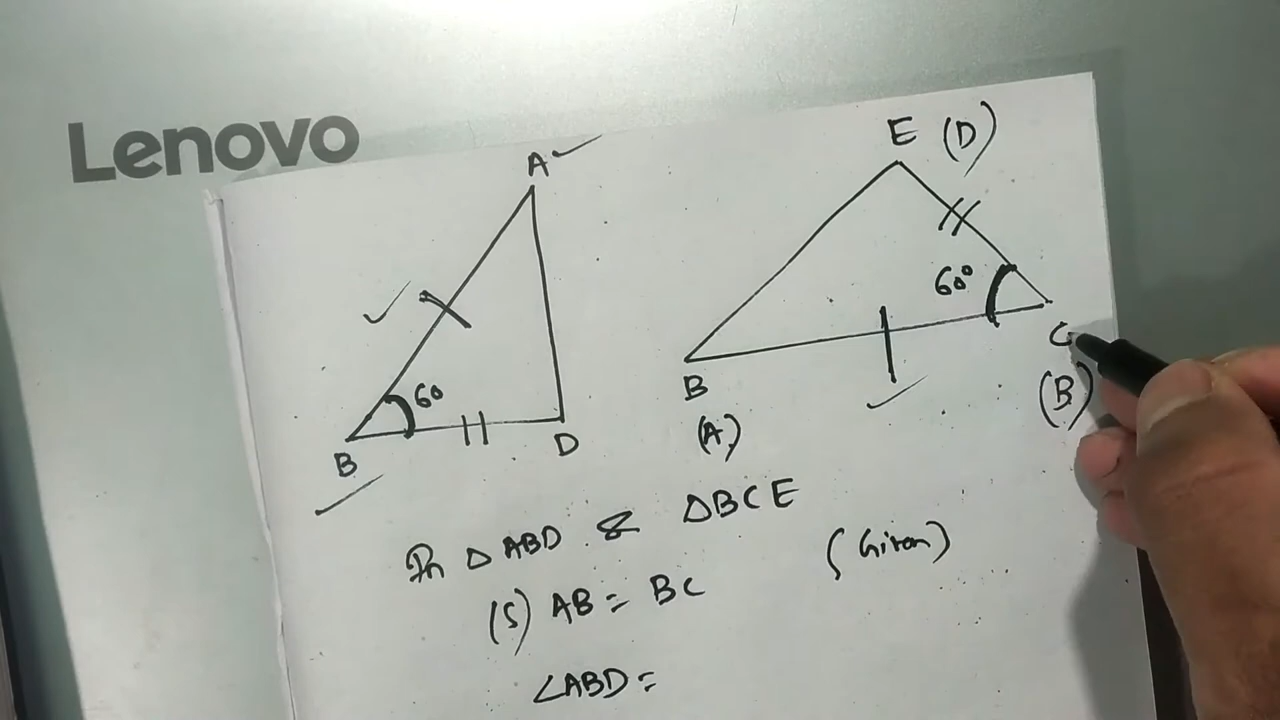 Lenovo
A
E (D)
60°
60
B
D
B
C
(A)
(B)
In △ABD & △BCE
(S) AB = BC (Given)
∠ABD =